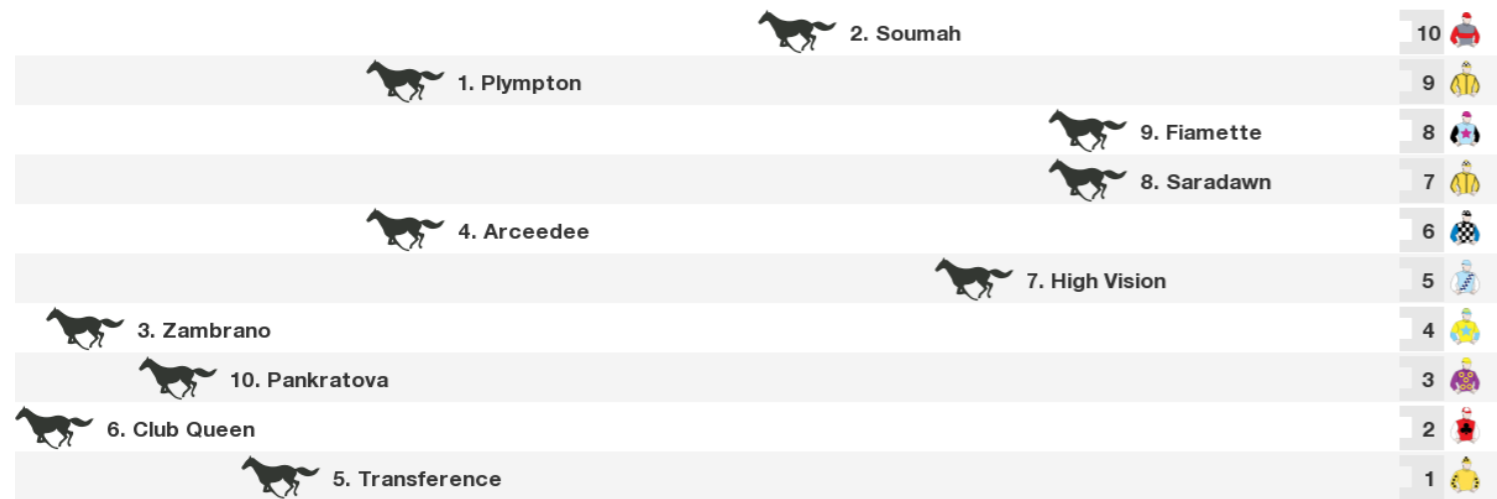 2. Soumah 10
1. Plympton 9
9. Fiamette 8
8. Saradawn 7
4. Arceedee 6
7. High Vision 5
3. Zambrano 4
10. Pankratova 3
6. Club Queen 2
5. Transference 1